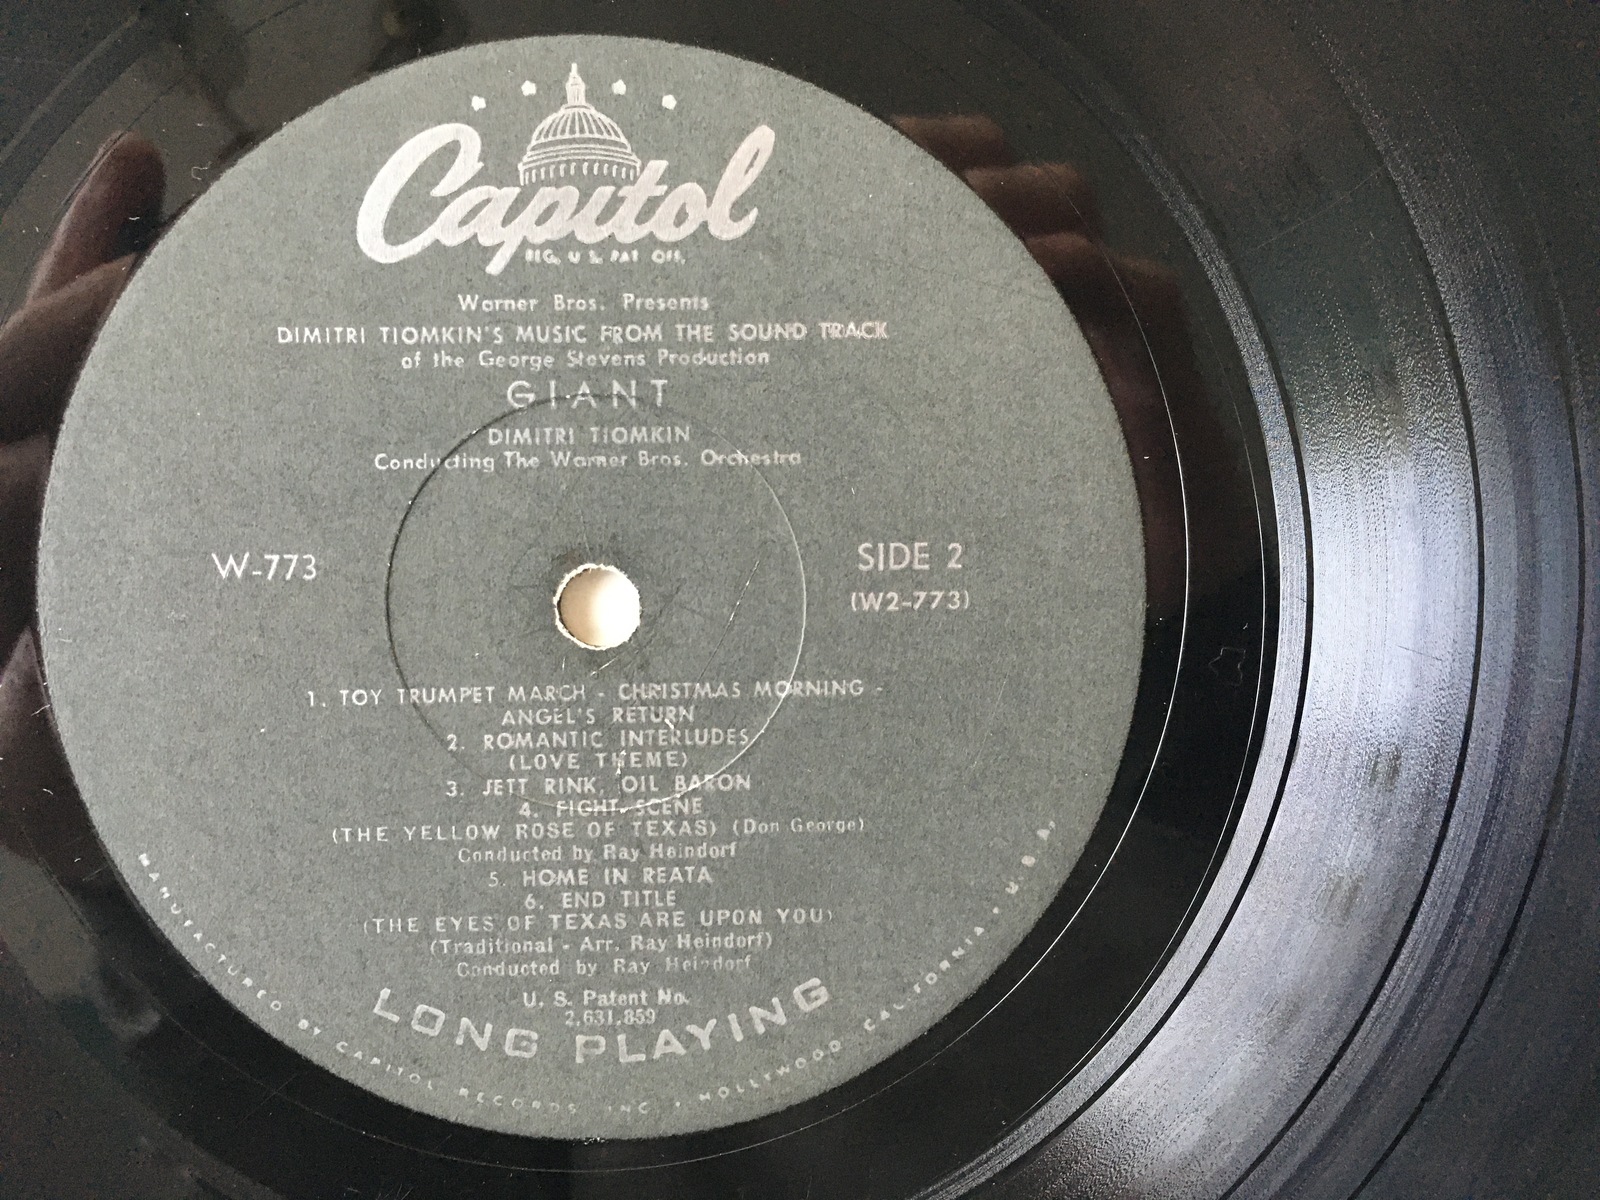 Capitol
REG. U. S. PAT. OFF.
Warner Bros. Presents
DIMITRI TIOMKIN'S MUSIC FROM THE SOUND TRACK
of the George Stevens Production
GIANT
DIMITRI TIOMKIN
Conducting The Warner Bros. Orchestra
W-773
SIDE 2
(W2-773)
1. TOY TRUMPET MARCH - CHRISTMAS MORNING -
ANGEL'S RETURN
2. ROMANTIC INTERLUDES
(LOVE THEME)
3. JETT RINK, OIL BARON
4. FIGHT SCENE
(THE YELLOW ROSE OF TEXAS) (Don George)
Conducted by Ray Heindorf
5. HOME IN REATA
6. END TITLE
(THE EYES OF TEXAS ARE UPON YOU)
(Traditional - Arr. Ray Heindorf)
Conducted by Ray Heindorf
U. S. Patent No.
2,631,859
LONG PLAYING
MANUFACTURED BY CAPITOL RECORDS INC • HOLLYWOOD CALIFORNIA • U.S.A.